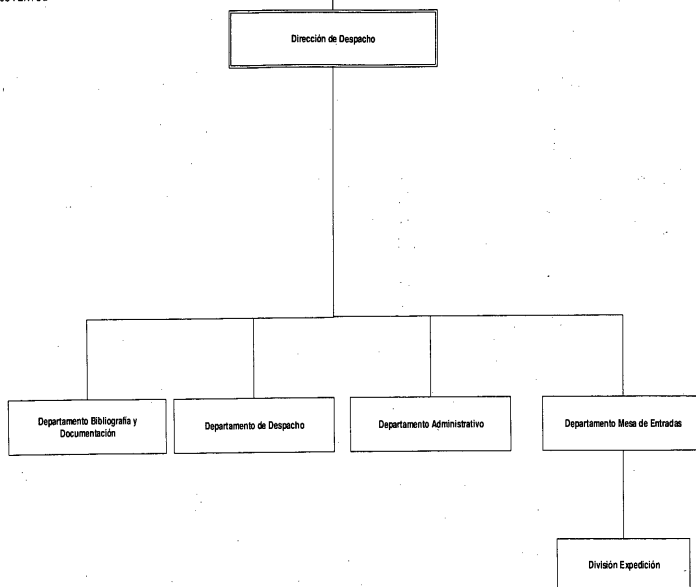 Dirección de Despacho
Departamento Bibliografía y
Documentación
Departamento de Despacho
Departamento Administrativo
Departamento Mesa de Entradas
División Expedición